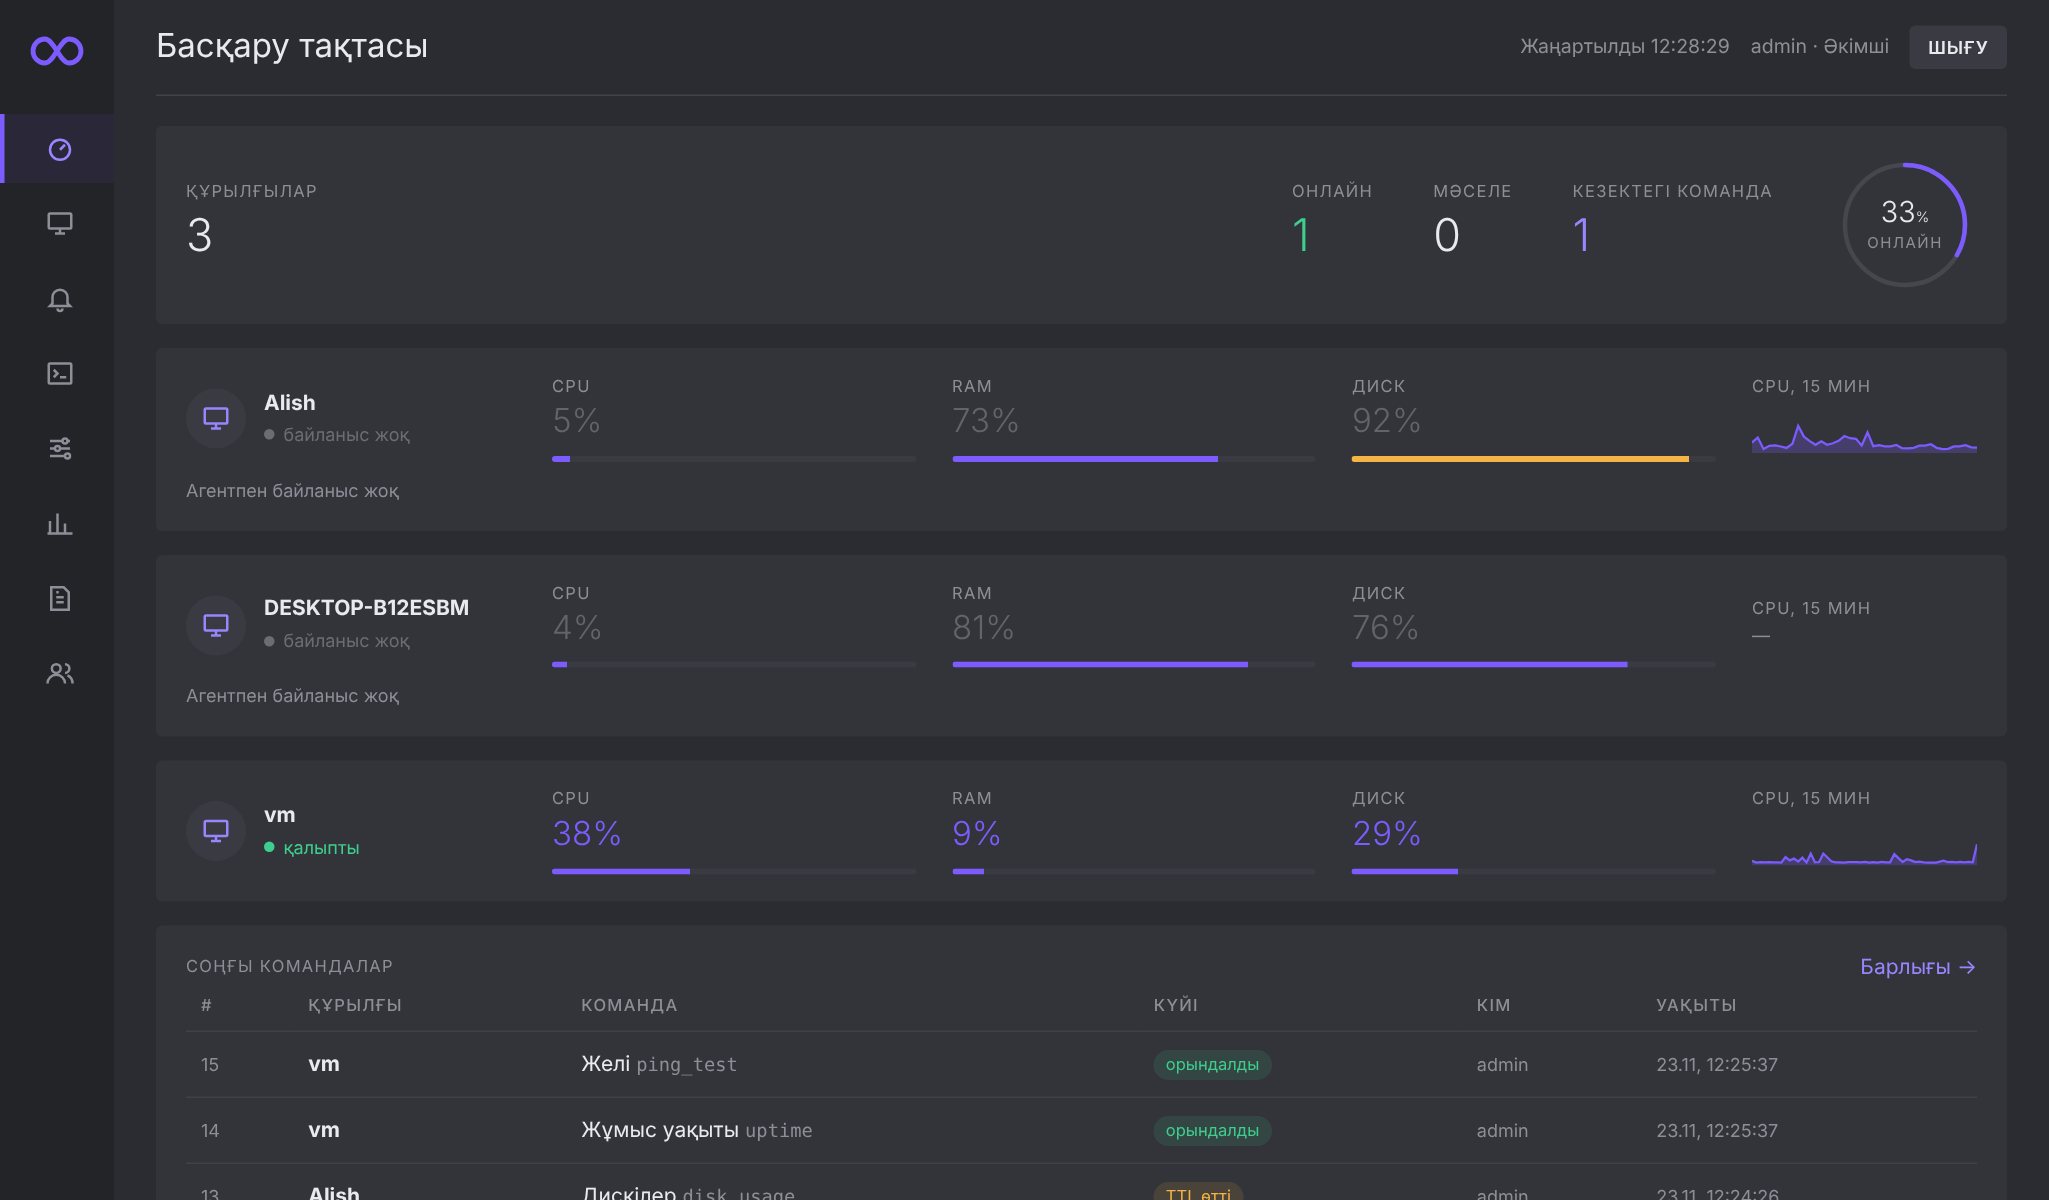 Басқару тақтасы
Жаңартылды 12:28:29 admin · Әкімші ШЫҒУ
ҚҰРЫЛҒЫЛАР ОНЛАЙН МӘСЕЛЕ КЕЗЕКТЕГІ КОМАНДА
3 1 0 1
33%
ОНЛАЙН
Alish
байланыс жоқ
CPU RAM ДИСК CPU, 15 МИН
5% 73% 92%
Агентпен байланыс жоқ
DESKTOP-B12ESBM
байланыс жоқ
CPU RAM ДИСК CPU, 15 МИН
4% 81% 76% —
Агентпен байланыс жоқ
vm
қалыпты
CPU RAM ДИСК CPU, 15 МИН
38% 9% 29%
СОҢҒЫ КОМАНДАЛАР Барлығы →
# ҚҰРЫЛҒЫ КОМАНДА КҮЙІ КІМ УАҚЫТЫ
15 vm Желі ping_test орындалды admin 23.11, 12:25:37
14 vm Жұмыс уақыты uptime орындалды admin 23.11, 12:25:37
13 Alish Дискілер disk_usage TTL өтті admin 23.11, 12:24:26